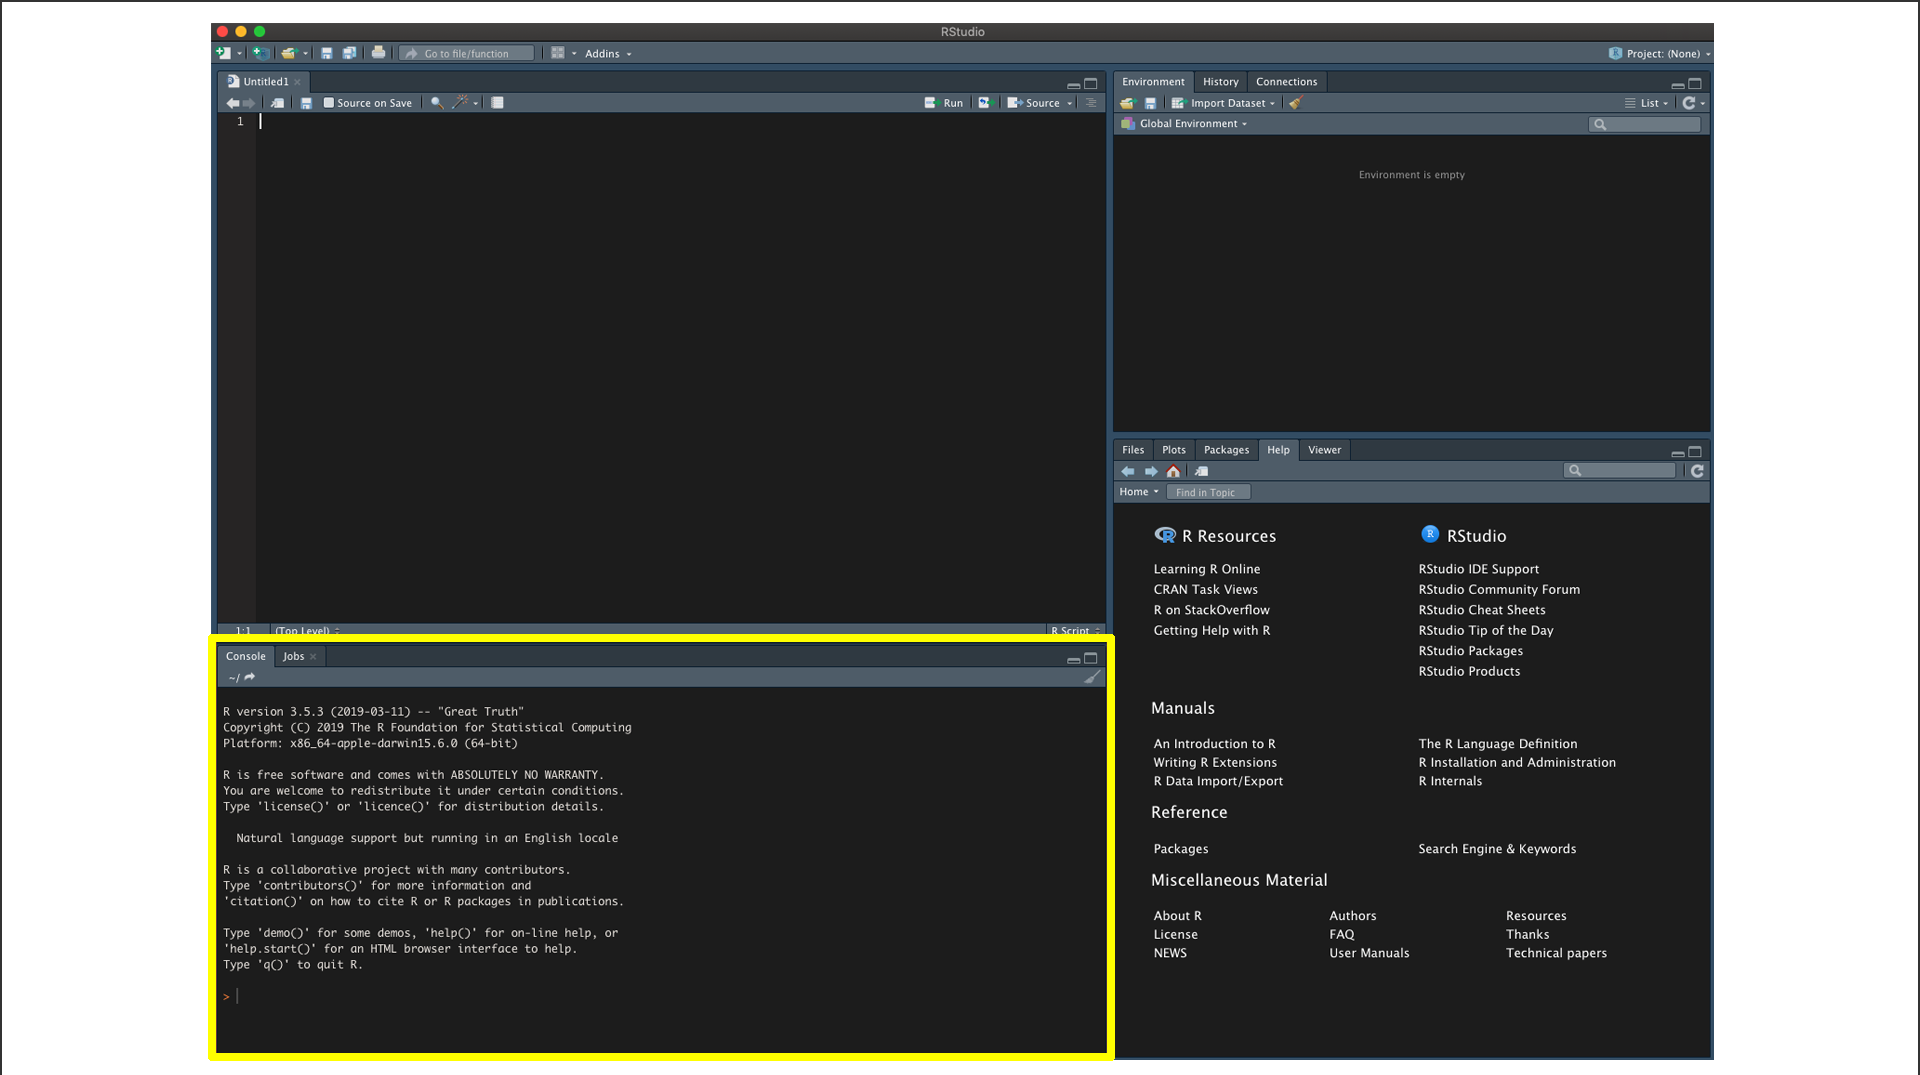 RStudio
Go to file/function
Addins
Project: (None)
Untitled1
Source on Save
Run
Source
1
1:1
(Top Level)
R Script
Console
Jobs
~/
R version 3.5.3 (2019-03-11) -- "Great Truth"
Copyright (C) 2019 The R Foundation for Statistical Computing
Platform: x86_64-apple-darwin15.6.0 (64-bit)
R is free software and comes with ABSOLUTELY NO WARRANTY.
You are welcome to redistribute it under certain conditions.
Type 'license()' or 'licence()' for distribution details.
Natural language support but running in an English locale
R is a collaborative project with many contributors.
Type 'contributors()' for more information and
'citation()' on how to cite R or R packages in publications.
Type 'demo()' for some demos, 'help()' for on-line help, or
'help.start()' for an HTML browser interface to help.
Type 'q()' to quit R.
>
Environment
History
Connections
Import Dataset
List
Global Environment
Environment is empty
Files
Plots
Packages
Help
Viewer
Home
Find in Topic
R Resources
Learning R Online
CRAN Task Views
R on StackOverflow
Getting Help with R
RStudio
RStudio IDE Support
RStudio Community Forum
RStudio Cheat Sheets
RStudio Tip of the Day
RStudio Packages
RStudio Products
Manuals
An Introduction to R
Writing R Extensions
R Data Import/Export
The R Language Definition
R Installation and Administration
R Internals
Reference
Packages
Search Engine & Keywords
Miscellaneous Material
About R
License
NEWS
Authors
FAQ
User Manuals
Resources
Thanks
Technical papers